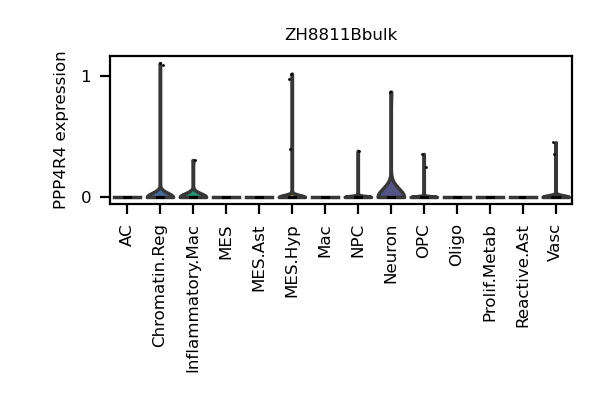 ZH8811Bbulk
PPP4R4 expression
1
0
AC
Chromatin.Reg
Inflammatory.Mac
MES
MES.Ast
MES.Hyp
Mac
NPC
Neuron
OPC
Oligo
Prolif.Metab
Reactive.Ast
Vasc